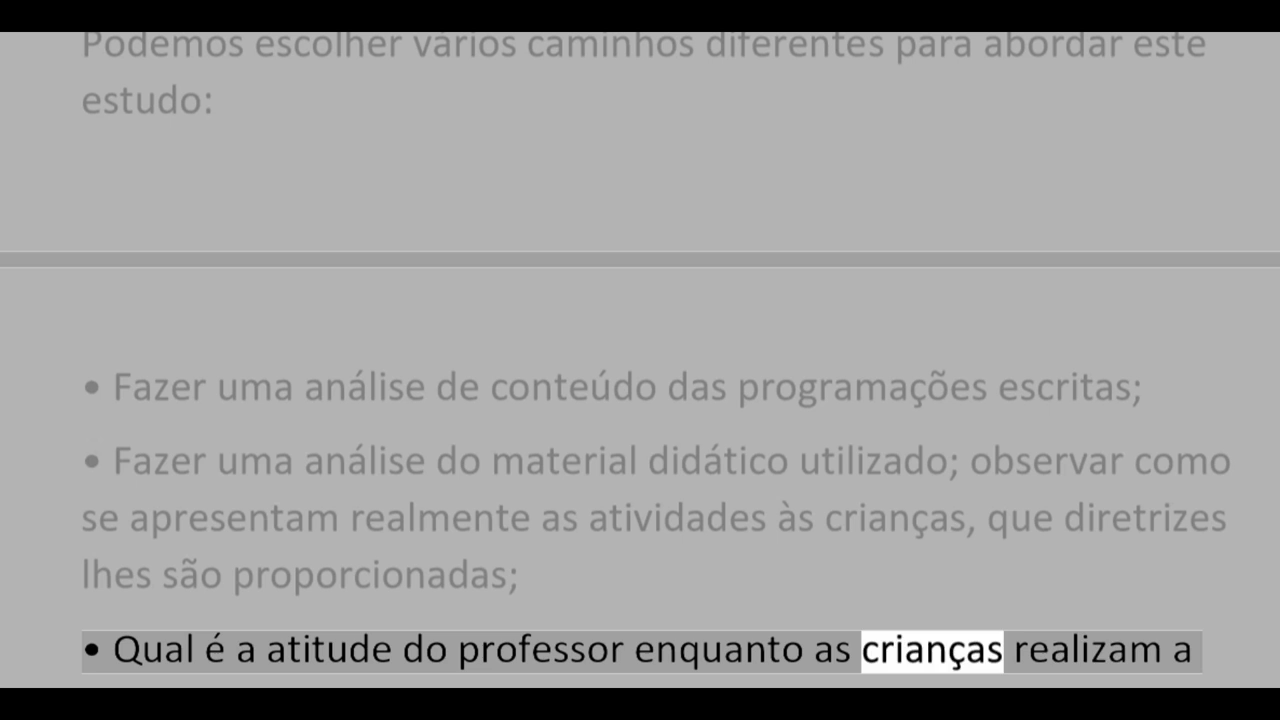 Podemos escolher vários caminhos diferentes para abordar este
estudo:
• Fazer uma análise de conteúdo das programações escritas;
• Fazer uma análise do material didático utilizado; observar como
se apresentam realmente as atividades às crianças, que diretrizes
lhes são proporcionadas;
• Qual é a atitude do professor enquanto as crianças realizam a